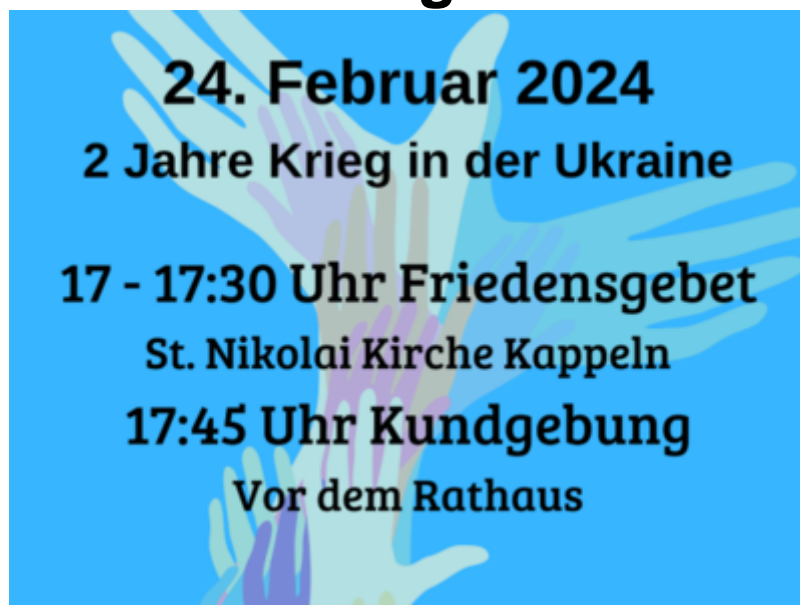 24. Februar 2024
2 Jahre Krieg in der Ukraine
17 - 17:30 Uhr Friedensgebet
St. Nikolai Kirche Kappeln
17:45 Uhr Kundgebung
Vor dem Rathaus